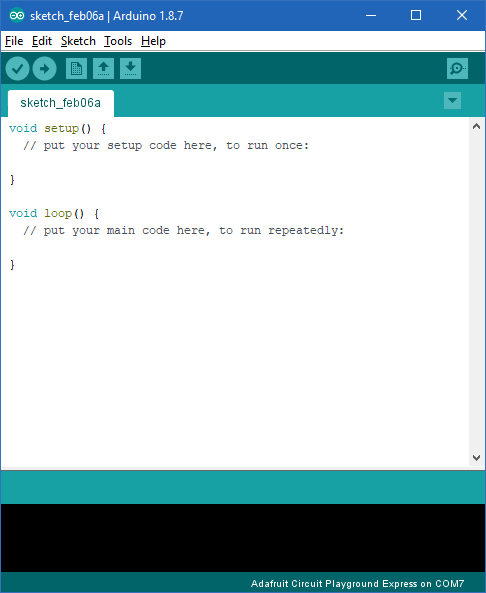 sketch_feb06a | Arduino 1.8.7
File Edit Sketch Tools Help
sketch_feb06a
void setup() {
  // put your setup code here, to run once:
}
void loop() {
  // put your main code here, to run repeatedly:
}
Adafruit Circuit Playground Express on COM7